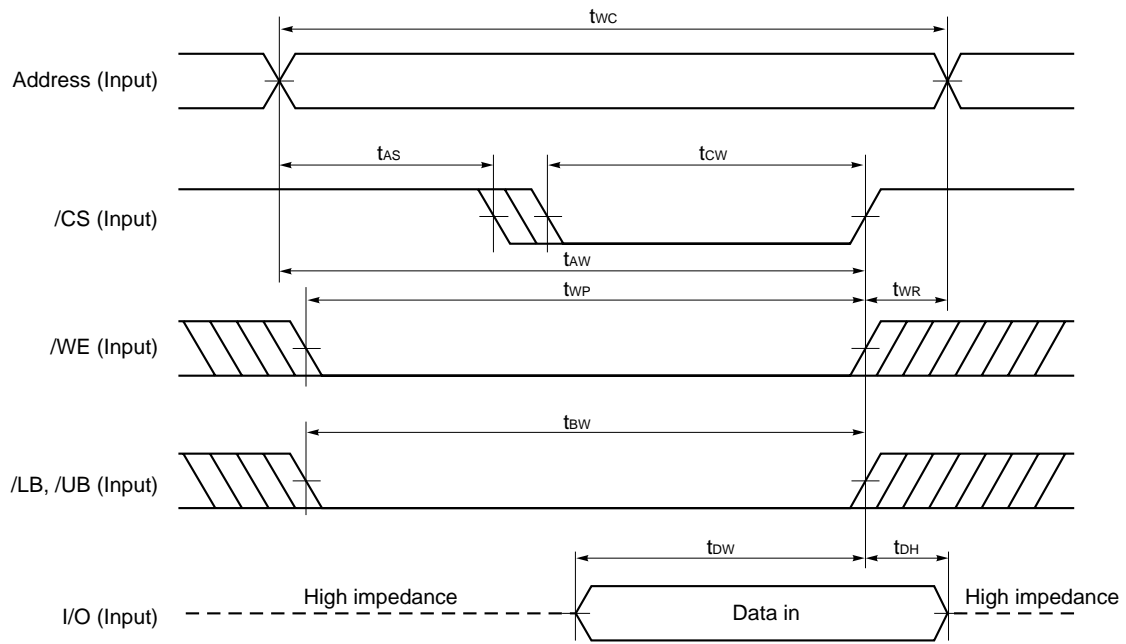 tWC
Address (Input)
tAS
tCW
/CS (Input)
tAW
tWP
tWR
/WE (Input)
tBW
/LB, /UB (Input)
tDW
tDH
High impedance
Data in
High impedance
I/O (Input)